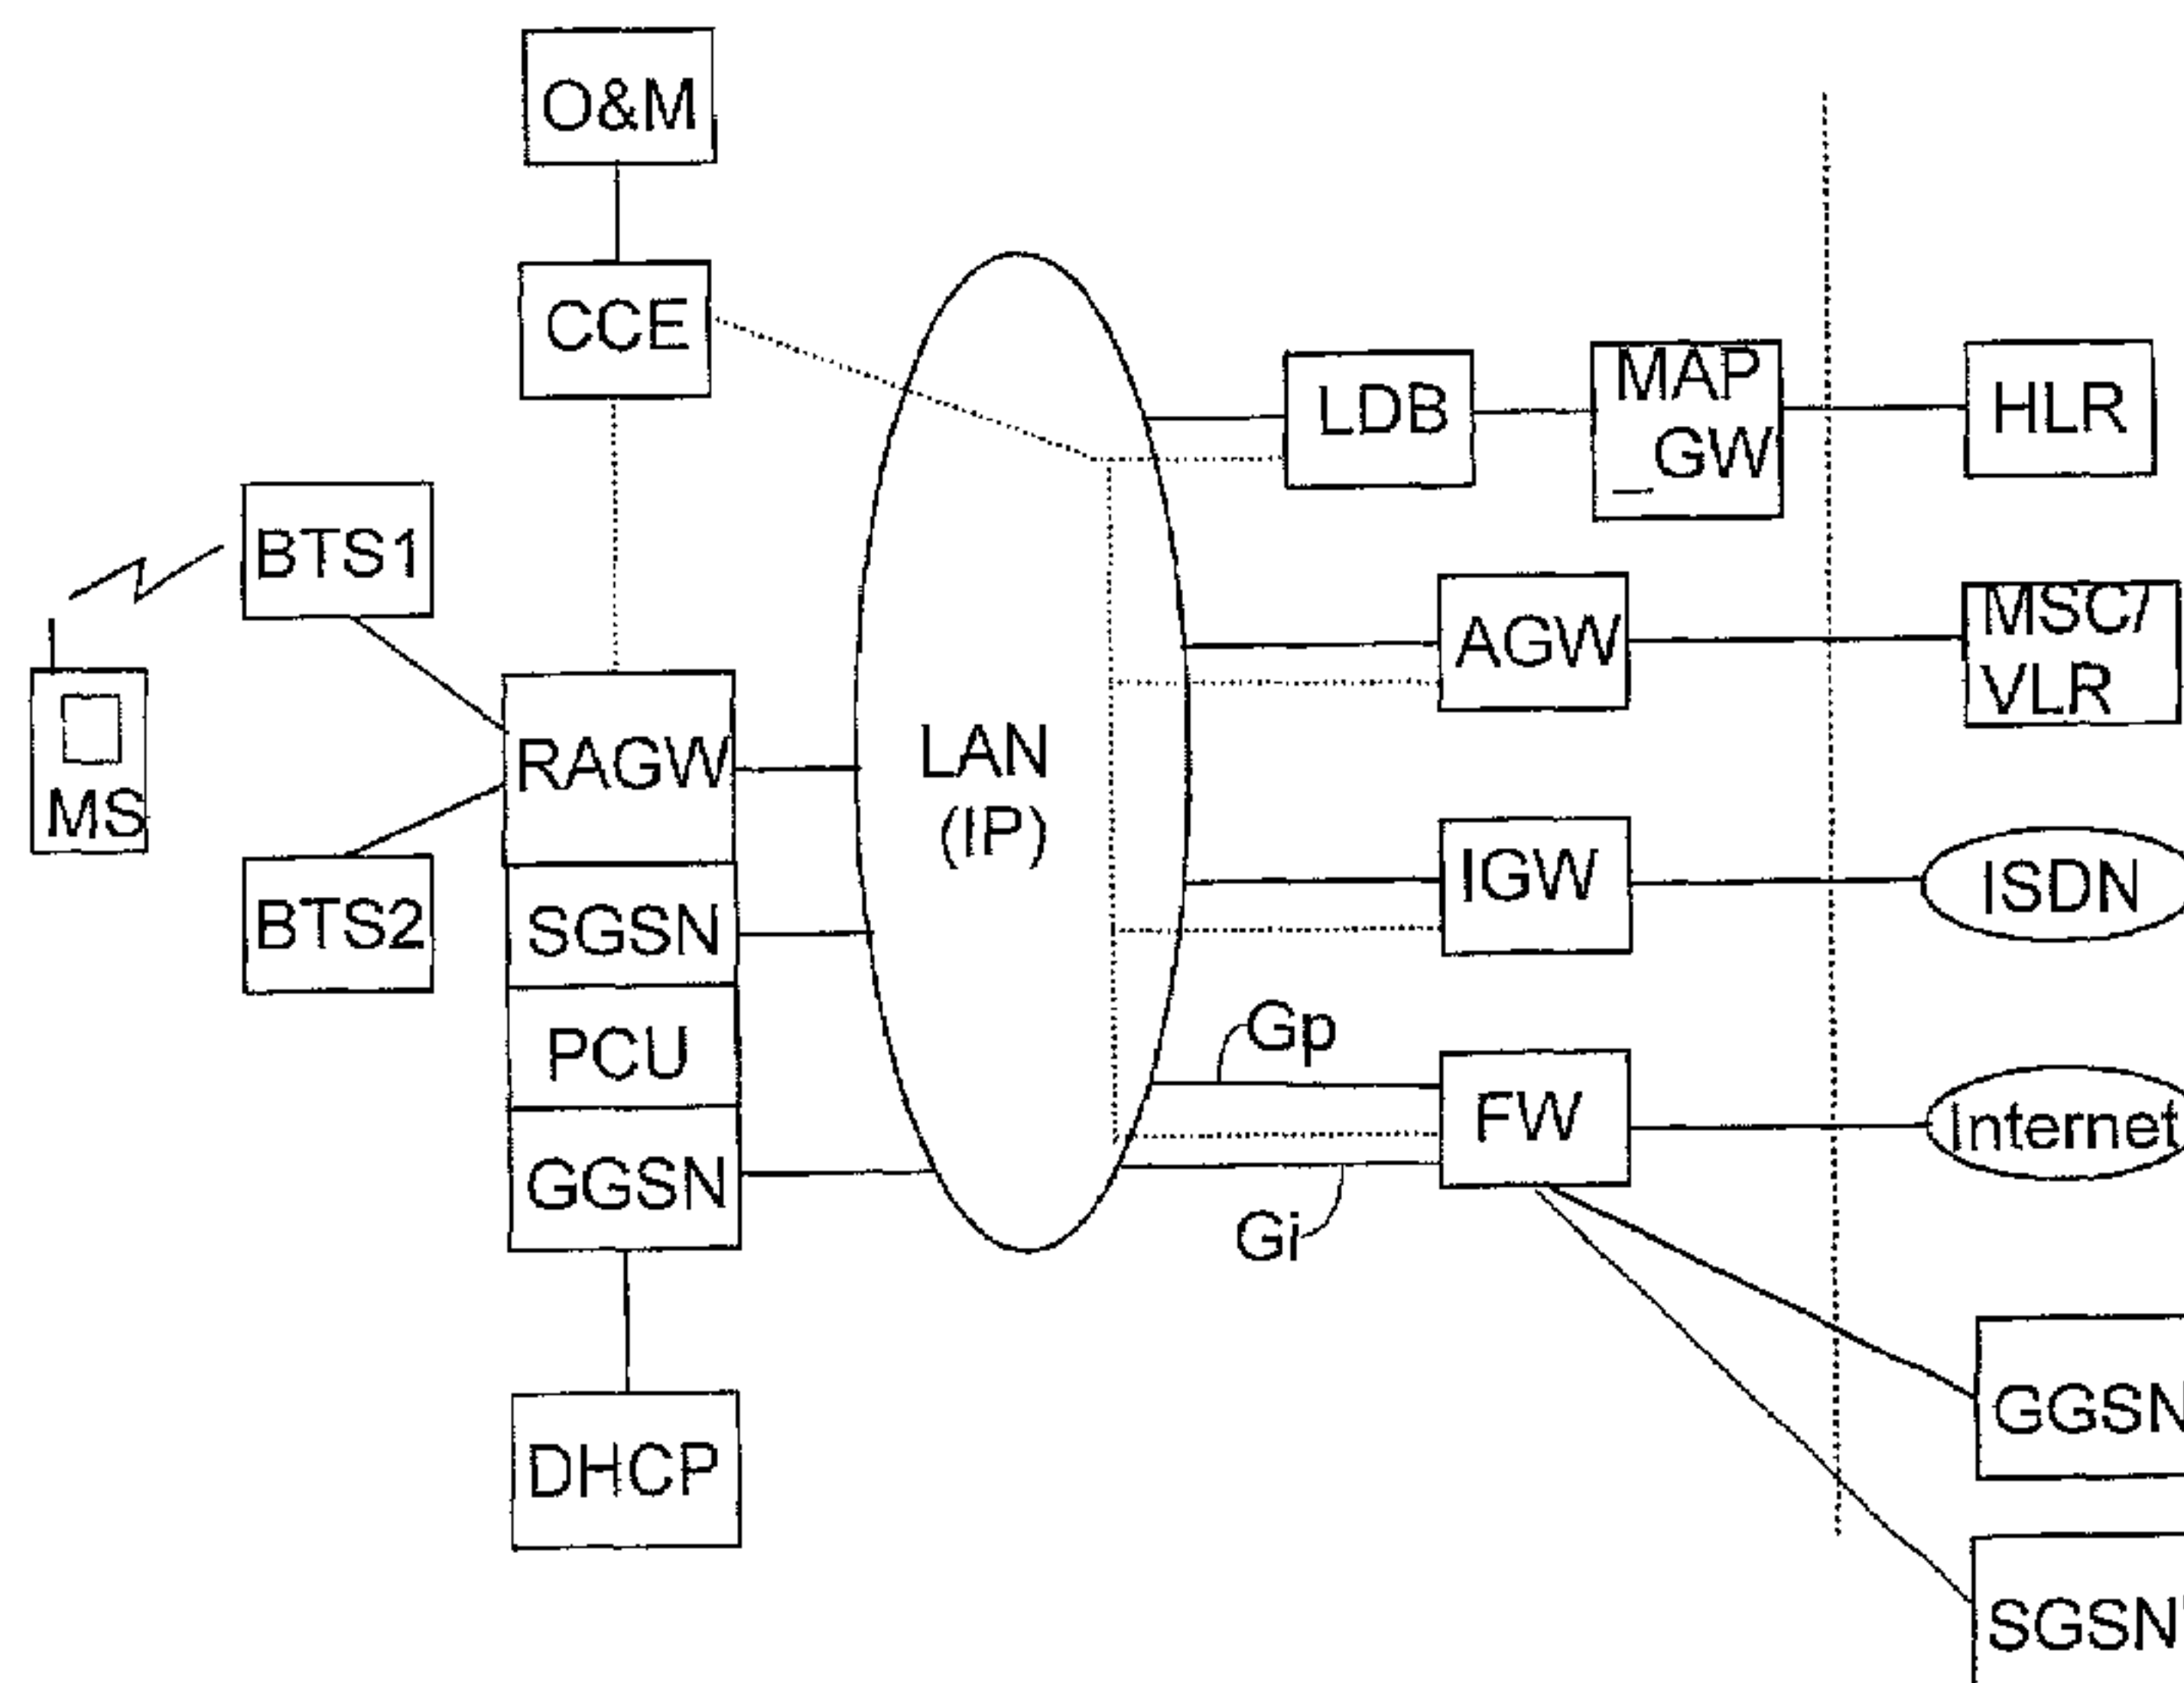 O&M
CCE
LDB
MAP
_GW
HLR
BTS1
AGW
MSC/
VLR
MS
RAGW
LAN
(IP)
IGW
ISDN
BTS2
SGSN
PCU
Gp
FW
Internet
GGSN
Gi
DHCP
GGSN
SGSN